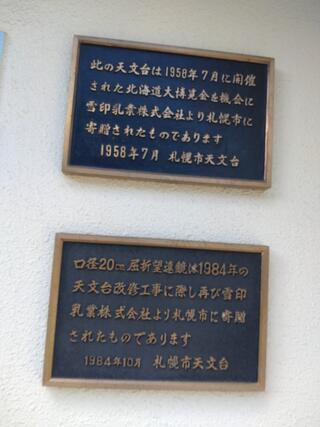 此の天文台は1958年7月に開催
された北海道大博覧会を機会に
雪印乳業株式会社より札幌市に
寄贈されたものであります
1958年7月 札幌市天文台
口径20cm屈折望遠鏡は1984年の
天文台改修工事に際し再び雪印
乳業株式会社より札幌市に寄贈
されたものであります
1984年10月 札幌市天文台